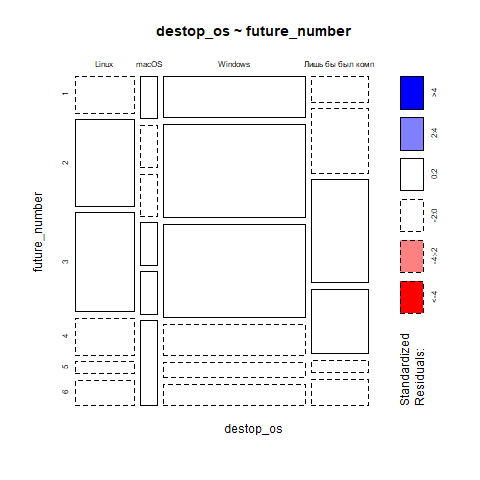 destop_os ~ future_number
Linux macOS Windows Лишь бы был комп
1
2
3
4
5
6
future_number
destop_os
>4
2:4
0:2
-2:0
-4:-2
<-4
Standardized
Residuals: